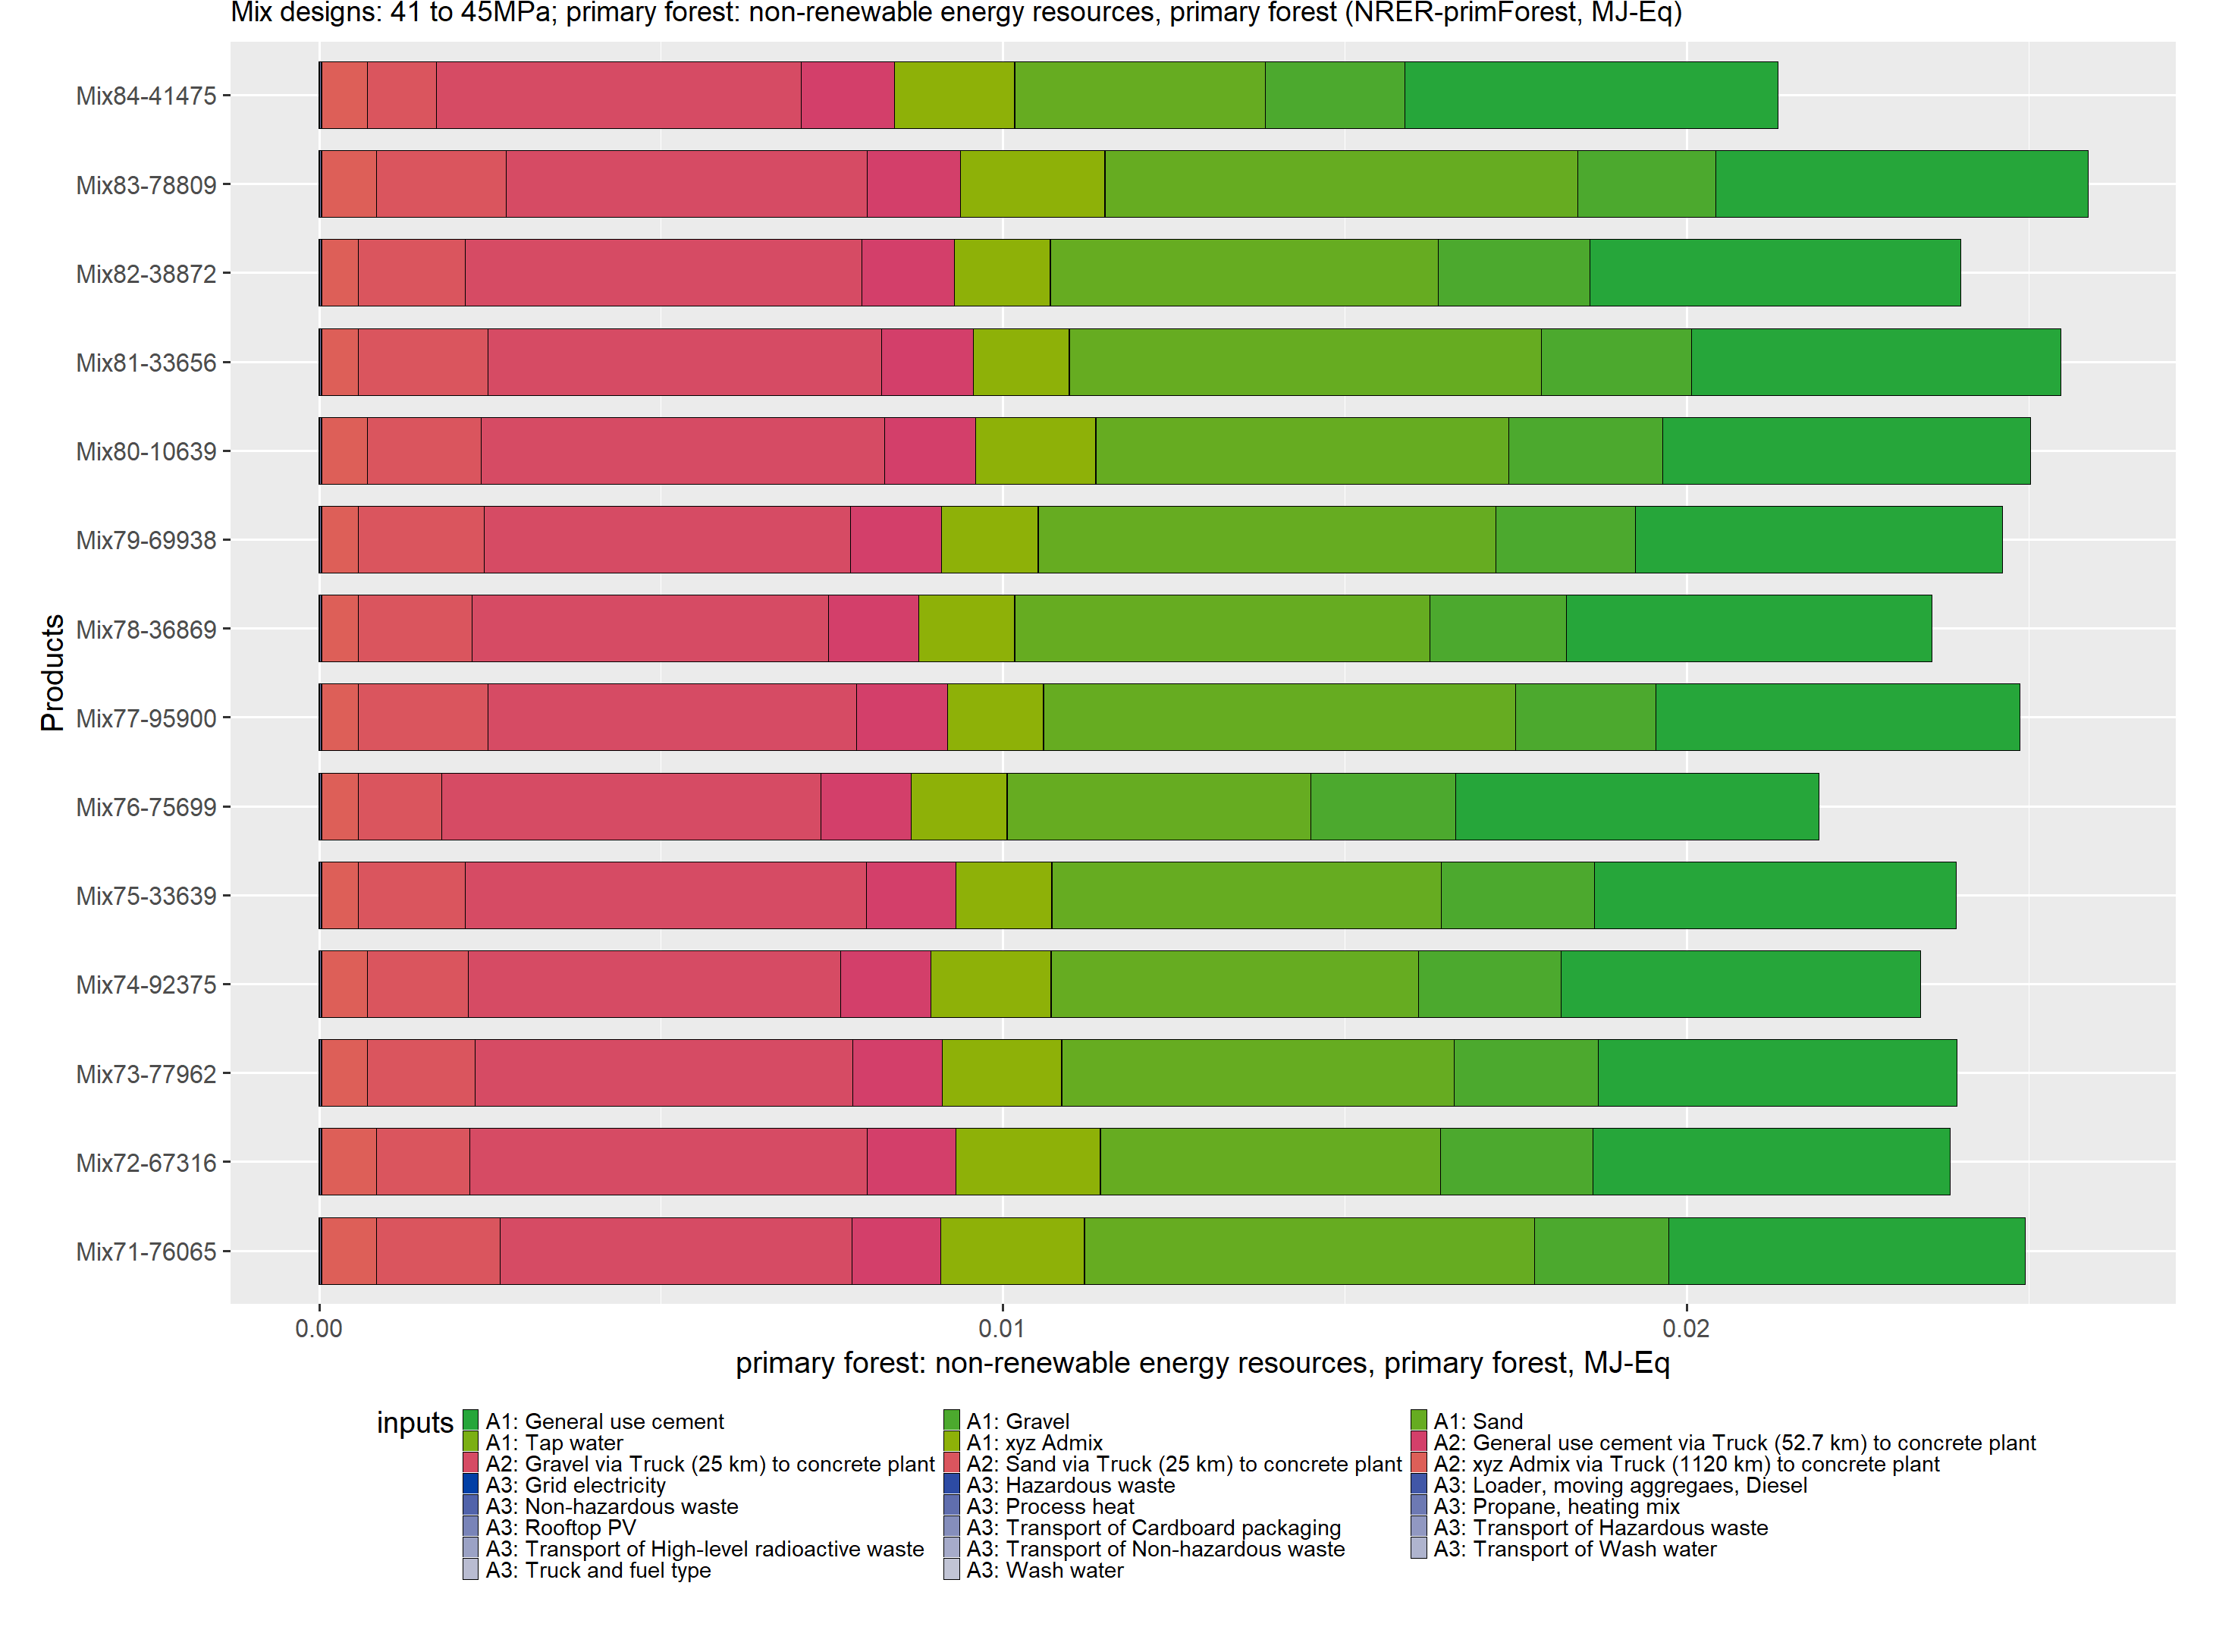 Mix designs: 41 to 45MPa; primary forest: non-renewable energy resources, primary forest (NRER-primForest, MJ-Eq)
Products
Mix84-41475
Mix83-78809
Mix82-38872
Mix81-33656
Mix80-10639
Mix79-69938
Mix78-36869
Mix77-95900
Mix76-75699
Mix75-33639
Mix74-92375
Mix73-77962
Mix72-67316
Mix71-76065
0.00 0.01 0.02
primary forest: non-renewable energy resources, primary forest, MJ-Eq
inputs
A1: General use cement A1: Gravel A1: Sand
A1: Tap water A1: xyz Admix A2: General use cement via Truck (52.7 km) to concrete plant
A2: Gravel via Truck (25 km) to concrete plant A2: Sand via Truck (25 km) to concrete plant A2: xyz Admix via Truck (1120 km) to concrete plant
A3: Grid electricity A3: Hazardous waste A3: Loader, moving aggregaes, Diesel
A3: Non-hazardous waste A3: Process heat A3: Propane, heating mix
A3: Rooftop PV A3: Transport of Cardboard packaging A3: Transport of Hazardous waste
A3: Transport of High-level radioactive waste A3: Transport of Non-hazardous waste A3: Transport of Wash water
A3: Truck and fuel type A3: Wash water